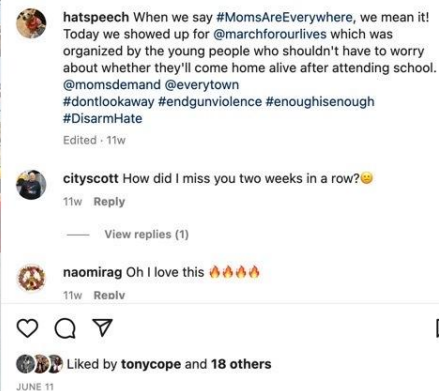 hatspeech When we say #MomsAreEverywhere, we mean it!
Today we showed up for @marchforourlives which was
organized by the young people who shouldn't have to worry
about whether they'll come home alive after attending school.
@momsdemand @everytown
#dontlookaway #endgunviolence #enoughisenough
#DisarmHate
Edited · 11w
cityscott How did I miss you two weeks in a row?🙂
11w Reply
View replies (1)
naomirag Oh I love this 🔥🔥🔥🔥
11w Reply
Liked by tonycope and 18 others
JUNE 11